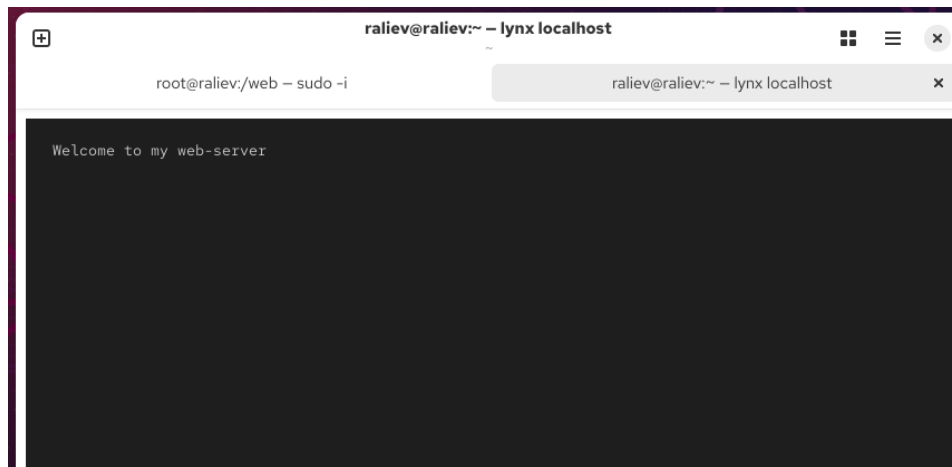 raliev@raliev:~ — lynx localhost
~
root@raliev:/web — sudo -i
raliev@raliev:~ — lynx localhost
Welcome to my web-server